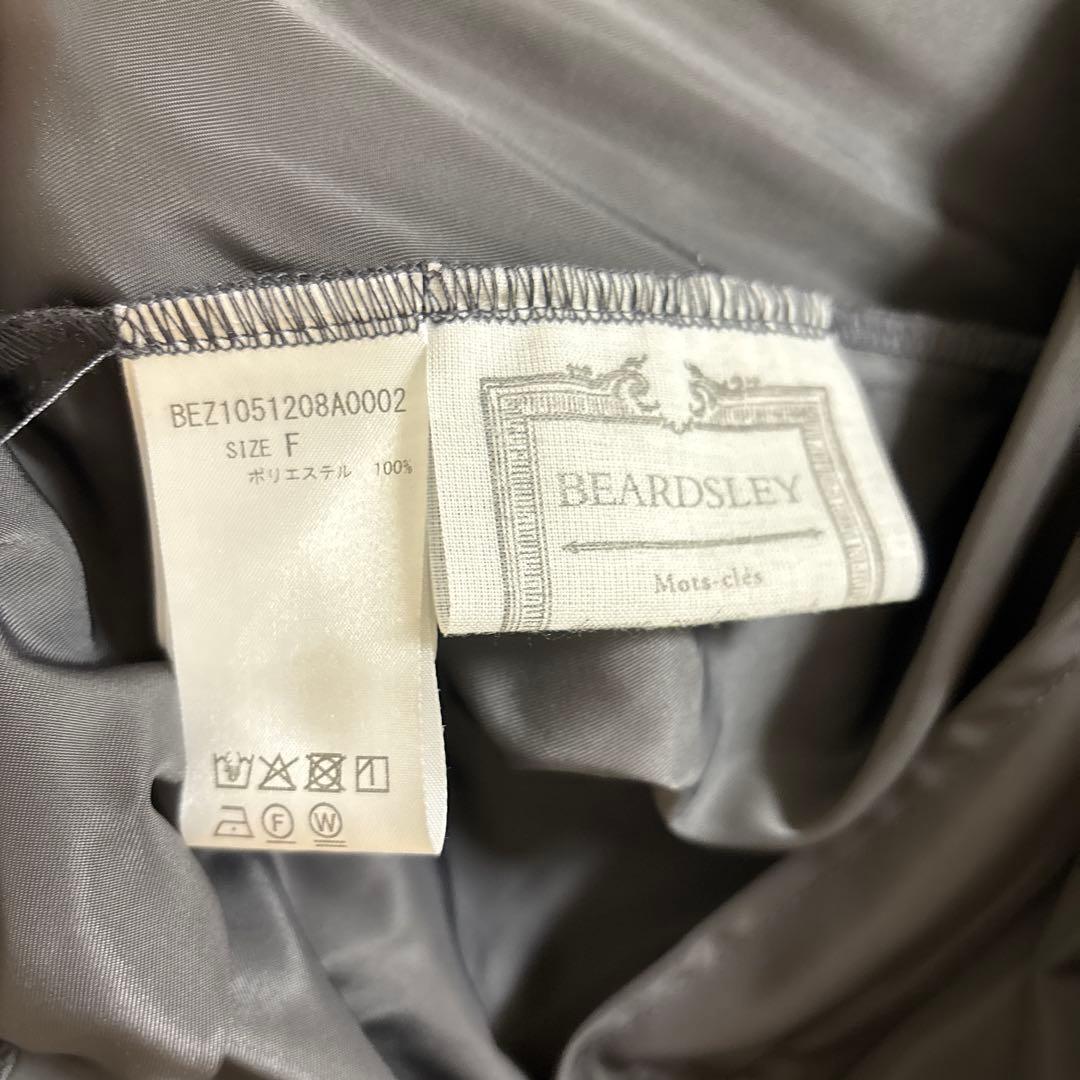 BEZ1051208A0002
SIZE F
ポリエステル 100%
F W
BEARDSLEY
Mots-clés